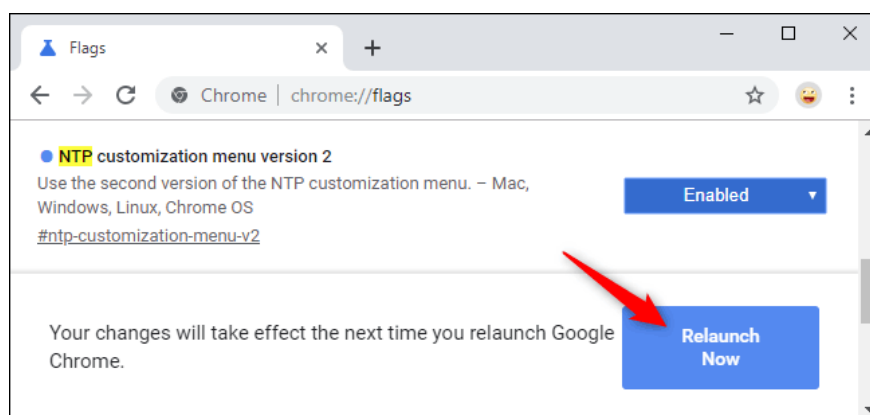 Flags
Chrome | chrome://flags
NTP customization menu version 2
Use the second version of the NTP customization menu. – Mac,
Windows, Linux, Chrome OS
#ntp-customization-menu-v2
Enabled
Your changes will take effect the next time you relaunch Google
Chrome.
Relaunch
Now